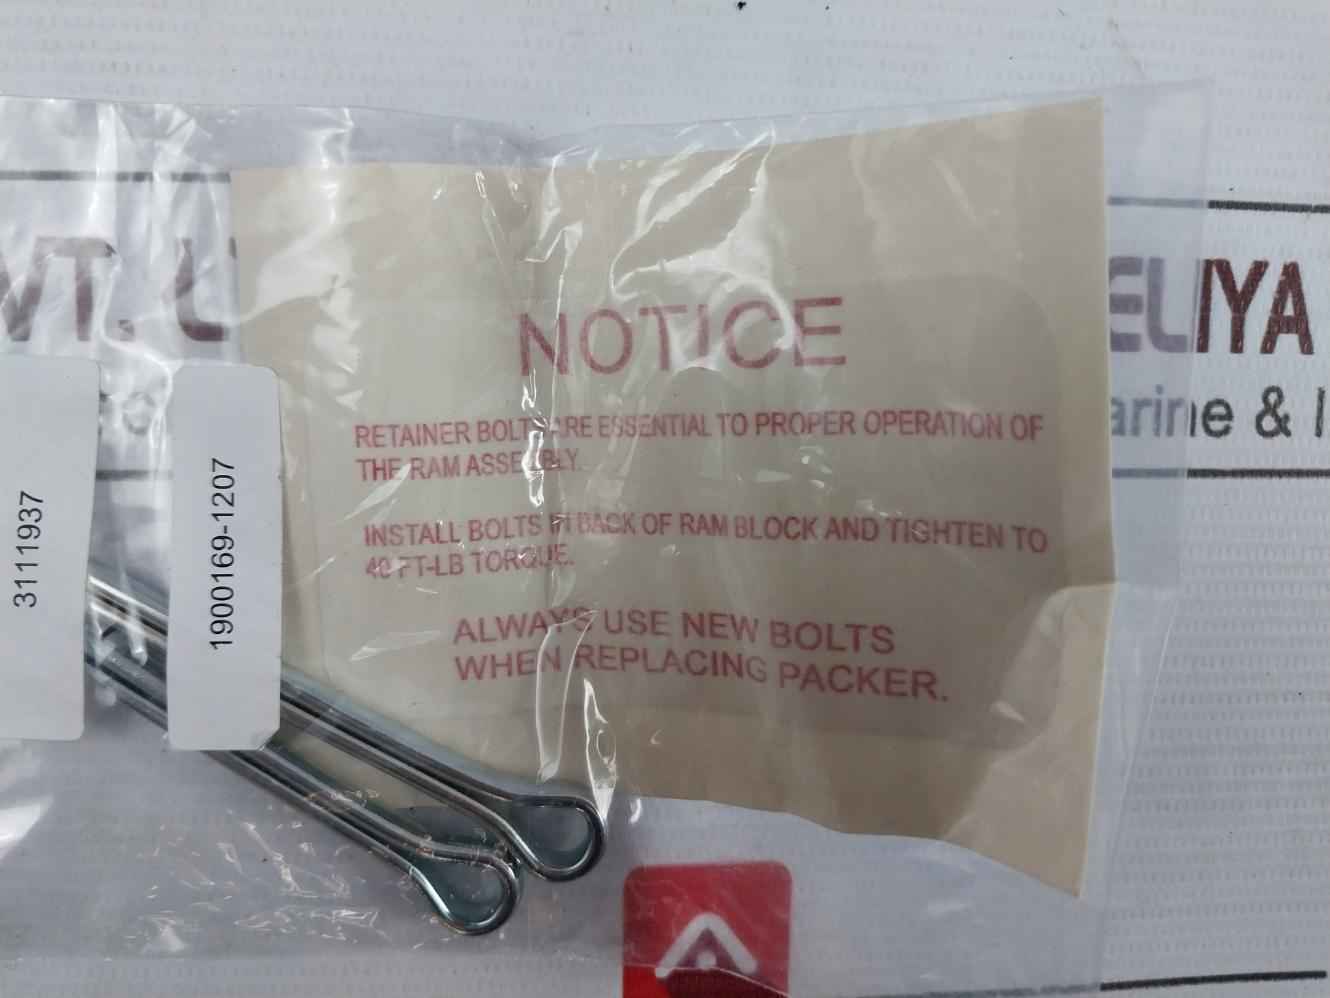 VT. L
ELIYA
arine & I
3111937
1900169-1207
NOTICE
RETAINER BOLTS ARE ESSENTIAL TO PROPER OPERATION OF
THE RAM ASSEMBLY.
INSTALL BOLTS IN BACK OF RAM BLOCK AND TIGHTEN TO
40 FT-LB TORQUE.
ALWAYS USE NEW BOLTS
WHEN REPLACING PACKER.